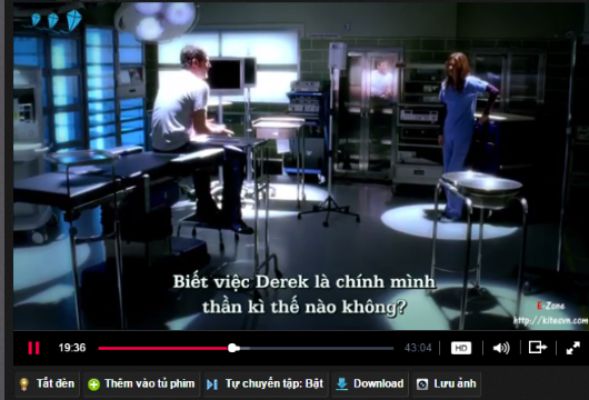 Biết việc Derek là chính mình
thần kì thế nào không?
E-Zone
http://kitesvn.com
19:36
43:04
HD
Tắt đèn
Thêm vào tủ phim
Tự chuyển tập: Bật
Download
Lưu ảnh